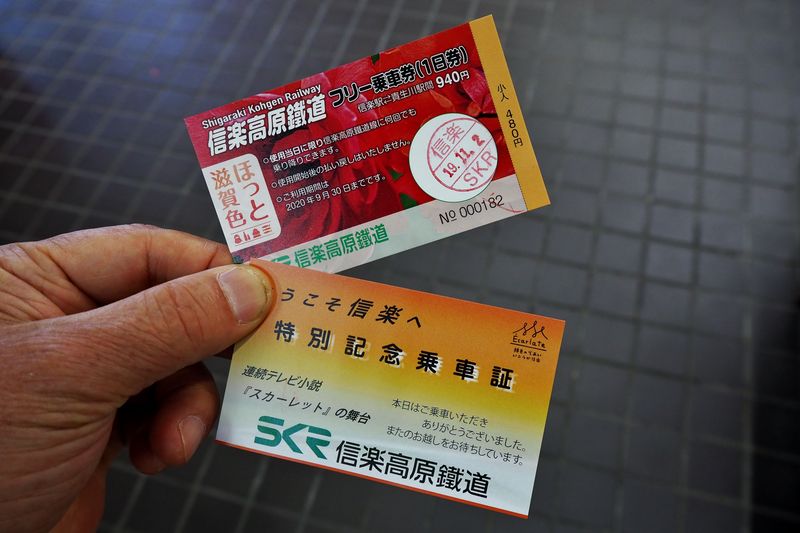 Shigaraki Kohgen Railway
信楽高原鐵道 フリー乗車券(1日券)
信楽駅⇄貴生川駅間 940円
●使用当日に限り信楽高原鐵道線に何回でも
乗り降りできます。
●使用開始後の払い戻しはいたしません。
●ご利用期間は
2020年9月30日までです。
ほっと
滋賀色
信楽
19.11.2
SKR
小人 480円
No 000182
信楽高原鐵道
うこそ信楽へ
特別記念乗車証
Ecarlate
連続テレビ小説
『スカーレット』の舞台
本日はご乗車いただき
ありがとうございました。
またのお越しをお待ちしています。
SKR 信楽高原鐵道